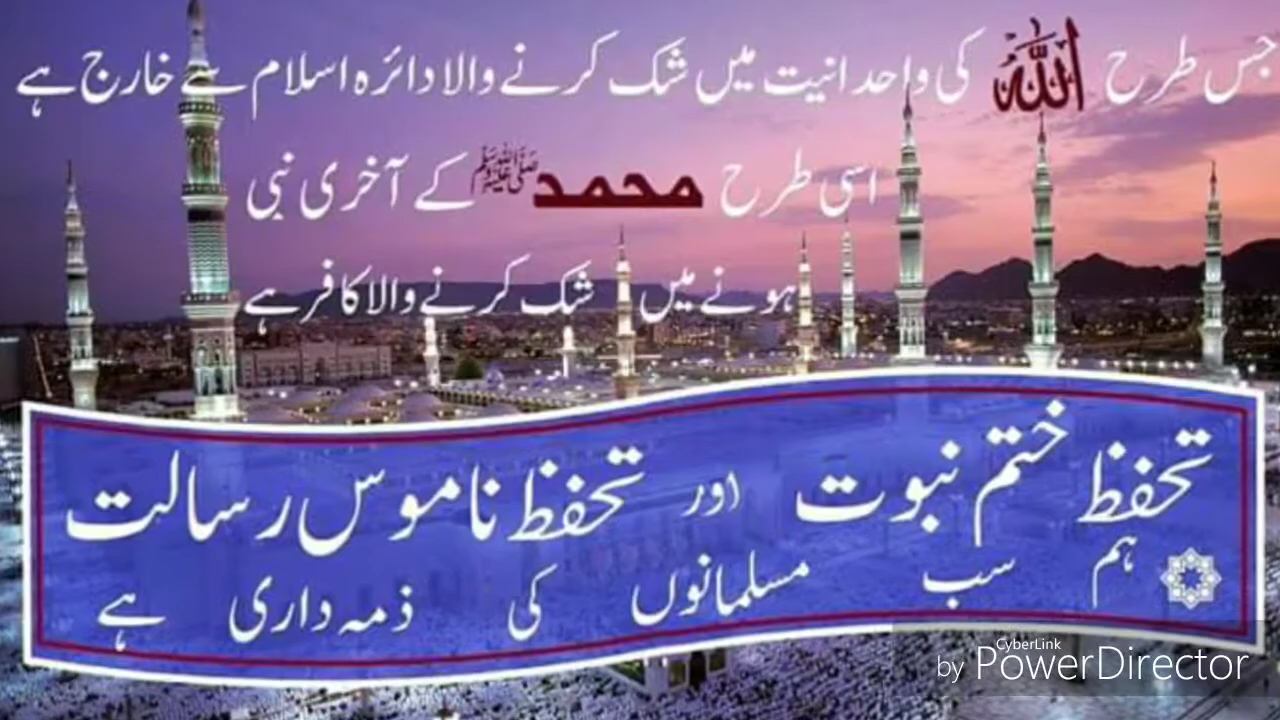 جس طرح اللہ کی واحدانیت میں شک کرنے والا دائرہ اسلام سے خارج ہے
اسی طرح محمد ﷺ کے آخری نبی
ہونے میں شک کرنے والا کافر ہے
تحفظ ختم نبوت اور تحفظ ناموس رسالت
ہم سب مسلمانوں کی ذمہ داری ہے
CyberLink
by PowerDirector